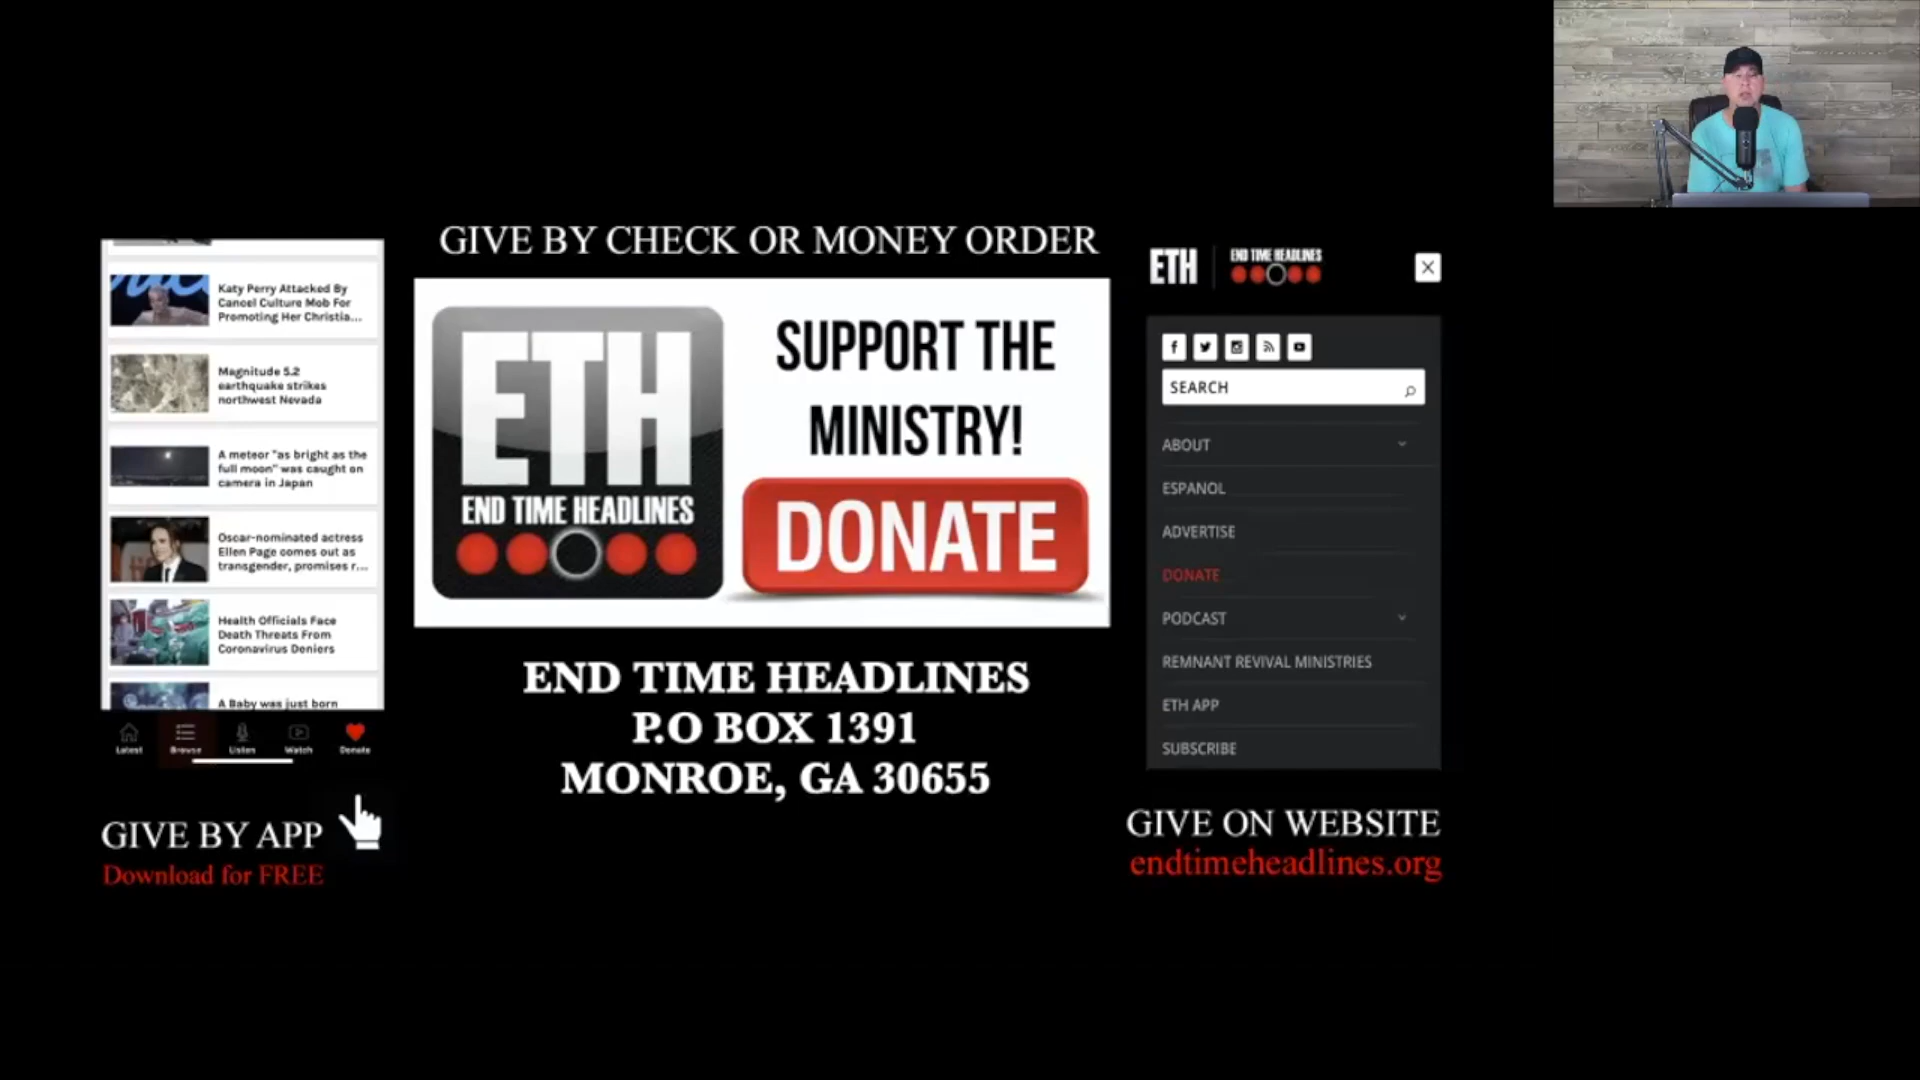 Katy Perry Attacked By
Cancel Culture Mob For
Promoting Her Christia...
Magnitude 5.2
earthquake strikes
northwest Nevada
A meteor "as bright as the
full moon" was caught on
camera in Japan
Oscar-nominated actress
Ellen Page comes out as
transgender, promises r...
Health Officials Face
Death Threats From
Coronavirus Deniers
A Baby was just born
Latest
Browse
Listen
Watch
Donate
GIVE BY APP
Download for FREE
GIVE BY CHECK OR MONEY ORDER
ETH
END TIME HEADLINES
SUPPORT THE
MINISTRY!
DONATE
END TIME HEADLINES
P.O BOX 1391
MONROE, GA 30655
ETH
END TIME HEADLINES
SEARCH
ABOUT
ESPANOL
ADVERTISE
DONATE
PODCAST
REMNANT REVIVAL MINISTRIES
ETH APP
SUBSCRIBE
GIVE ON WEBSITE
endtimeheadlines.org